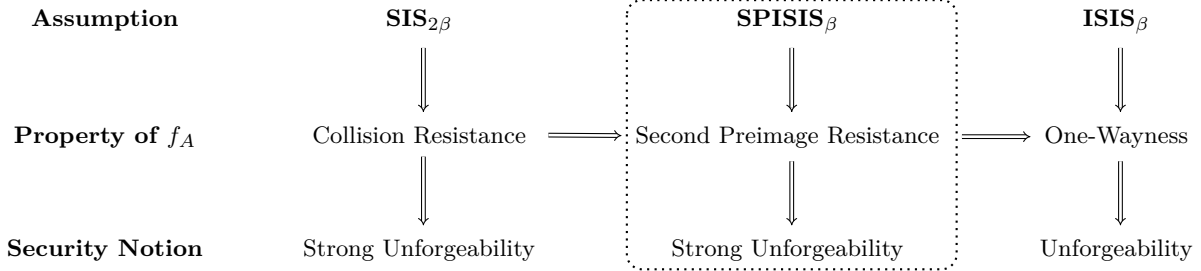 Assumption SIS2β SPISISβ ISISβ
Property of fA Collision Resistance Second Preimage Resistance One-Wayness
Security Notion Strong Unforgeability Strong Unforgeability Unforgeability